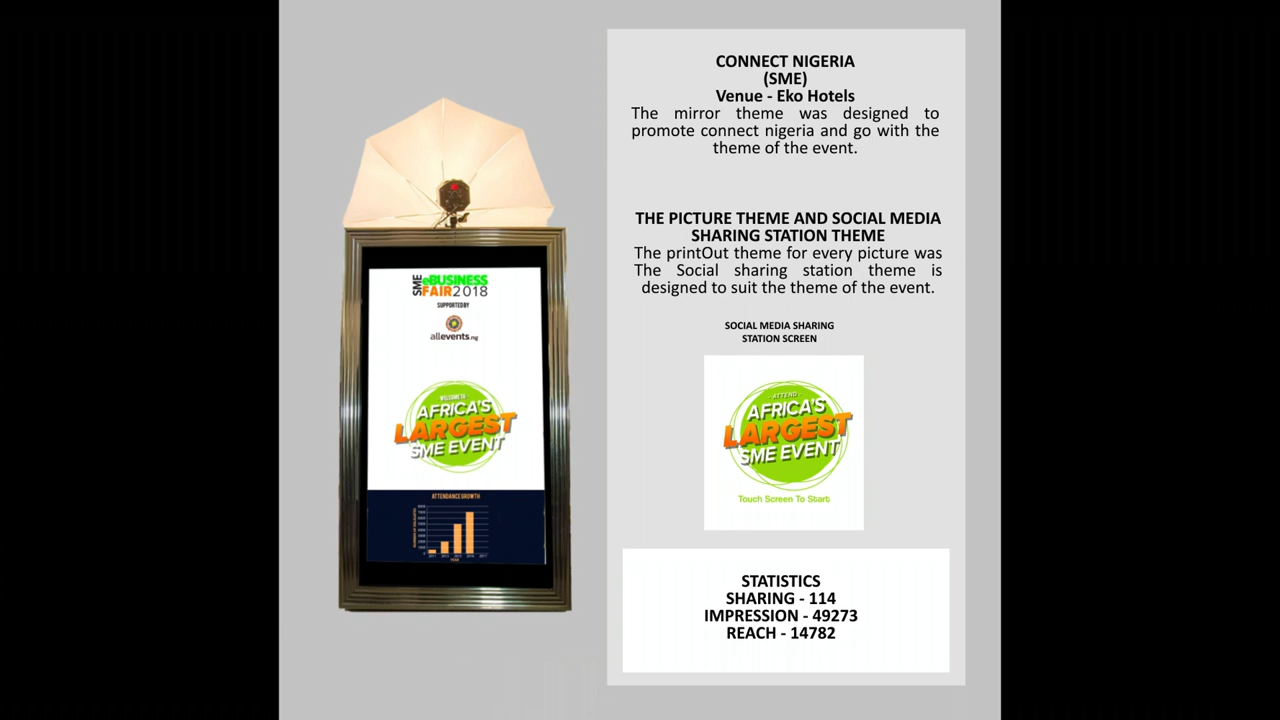 SME eBUSINESS
FAIR2018
SUPPORTED BY
allevents.ng
WELCOME TO
AFRICA'S
LARGEST
SME EVENT
ATTENDANCE GROWTH
YEAR
CONNECT NIGERIA
(SME)
Venue - Eko Hotels
The mirror theme was designed to
promote connect nigeria and go with the
theme of the event.
THE PICTURE THEME AND SOCIAL MEDIA
SHARING STATION THEME
The printOut theme for every picture was
The Social sharing station theme is
designed to suit the theme of the event.
SOCIAL MEDIA SHARING
STATION SCREEN
ATTEND
AFRICA'S
LARGEST
SME EVENT
Touch Screen To Start
STATISTICS
SHARING - 114
IMPRESSION - 49273
REACH - 14782